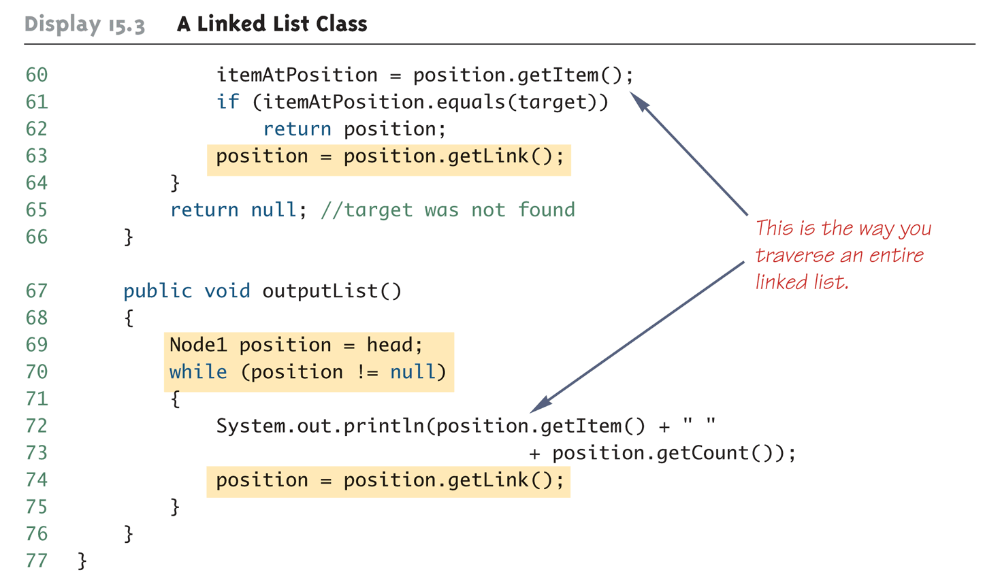 Display 15.3 A Linked List Class
60 itemAtPosition = position.getItem();
61 if (itemAtPosition.equals(target))
62 return position;
63 position = position.getLink();
64 }
65 return null; //target was not found
66 }
This is the way you
traverse an entire
linked list.
67 public void outputList()
68 {
69 Node1 position = head;
70 while (position != null)
71 {
72 System.out.println(position.getItem() + " "
73 + position.getCount());
74 position = position.getLink();
75 }
76 }
77 }